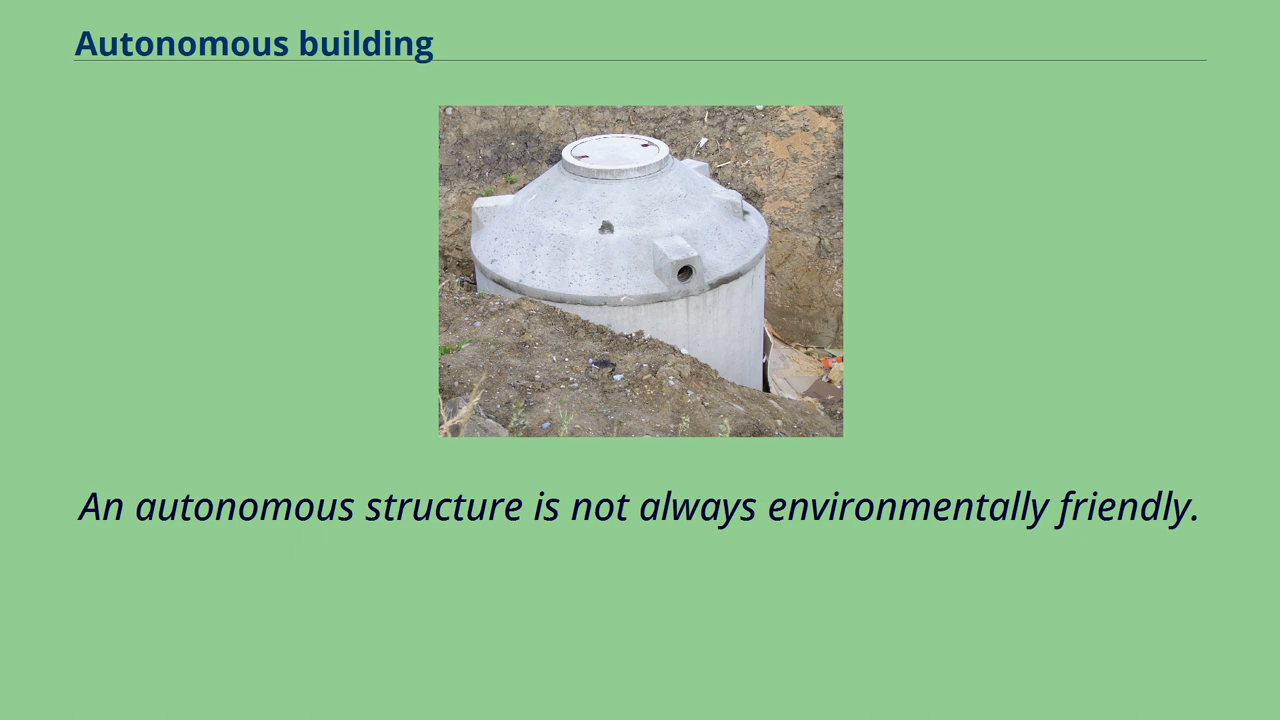 Autonomous building
An autonomous structure is not always environmentally friendly.